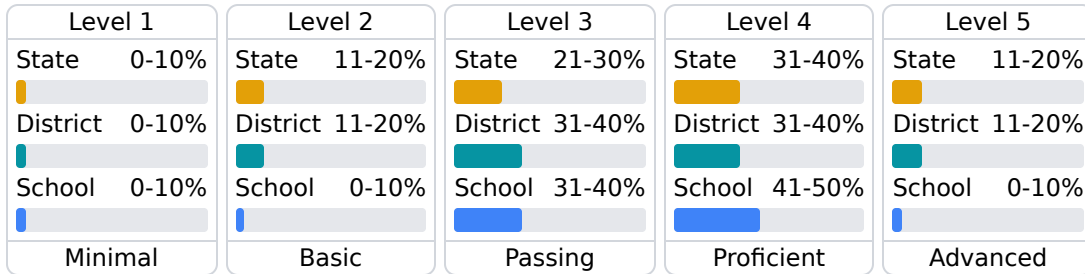 Level 1
State 0-10%
District 0-10%
School 0-10%
Minimal
Level 2
State 11-20%
District 11-20%
School 0-10%
Basic
Level 3
State 21-30%
District 31-40%
School 31-40%
Passing
Level 4
State 31-40%
District 31-40%
School 41-50%
Proficient
Level 5
State 11-20%
District 11-20%
School 0-10%
Advanced